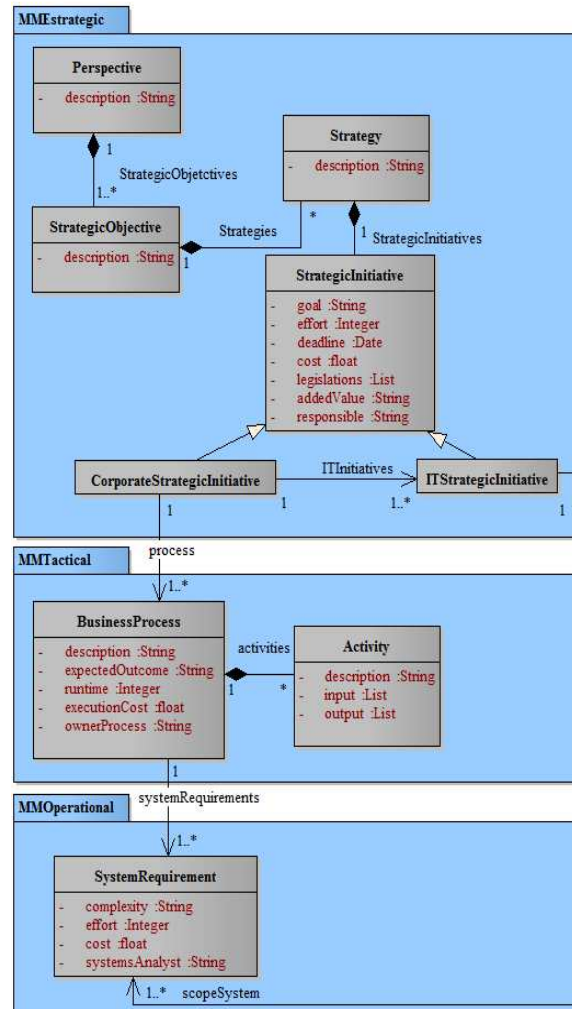 MMEstrategic
Perspective
- description :String
1
StrategicObjetctives
1..*
StrategicObjective
- description :String
1
Strategies
*
Strategy
- description :String
1
StrategicInitiatives
StrategicInitiative
- goal :String
- effort :Integer
- deadline :Date
- cost :float
- legislations :List
- addedValue :String
- responsible :String
CorporateStrategicInitiative
1
ITInitiatives
1..*
ITStrategicInitiative
1
1
process
MMTactical
1..*
BusinessProcess
- description :String
- expectedOutcome :String
- runtime :Integer
- executionCost :float
- ownerProcess :String
activities
1
*
Activity
- description :String
- input :List
- output :List
1
systemRequirements
MMOperational
1..*
SystemRequirement
- complexity :String
- effort :Integer
- cost :float
- systemsAnalyst :String
1..*
scopeSystem